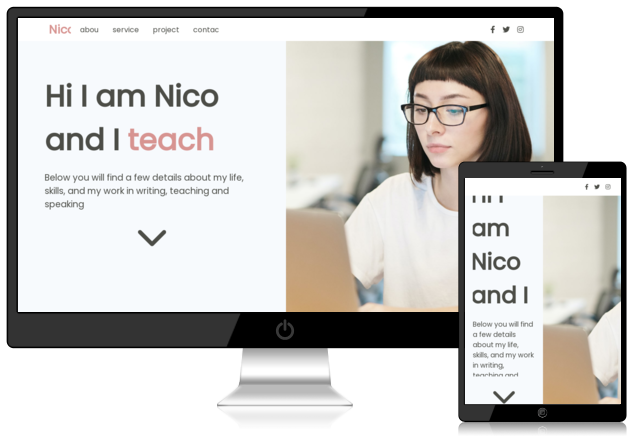 Nic abou service project contac
Hi I am Nico
and I teach
Below you will find a few details about my life,
skills, and my work in writing, teaching and
speaking
am
Nico
and I
Below you will find
a few details
about my life,
skills, and my work
in writing,
teaching and